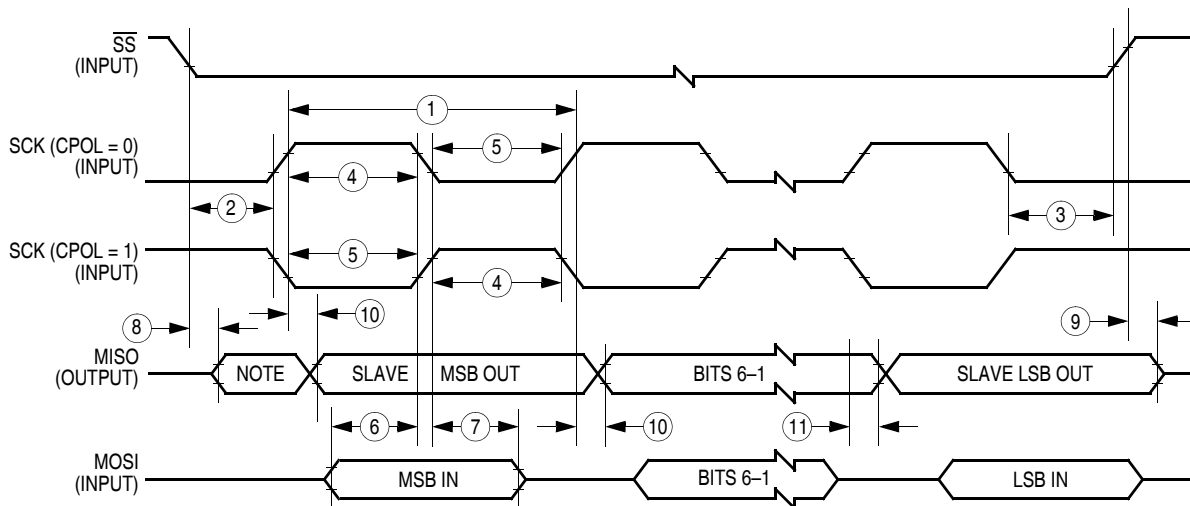 SS
(INPUT)
1
SCK (CPOL = 0)
(INPUT)
5
4
2
3
SCK (CPOL = 1)
(INPUT)
5
4
8
10
9
MISO
(OUTPUT)
NOTE
SLAVE
MSB OUT
BITS 6–1
SLAVE LSB OUT
6
7
10
11
MOSI
(INPUT)
MSB IN
BITS 6–1
LSB IN